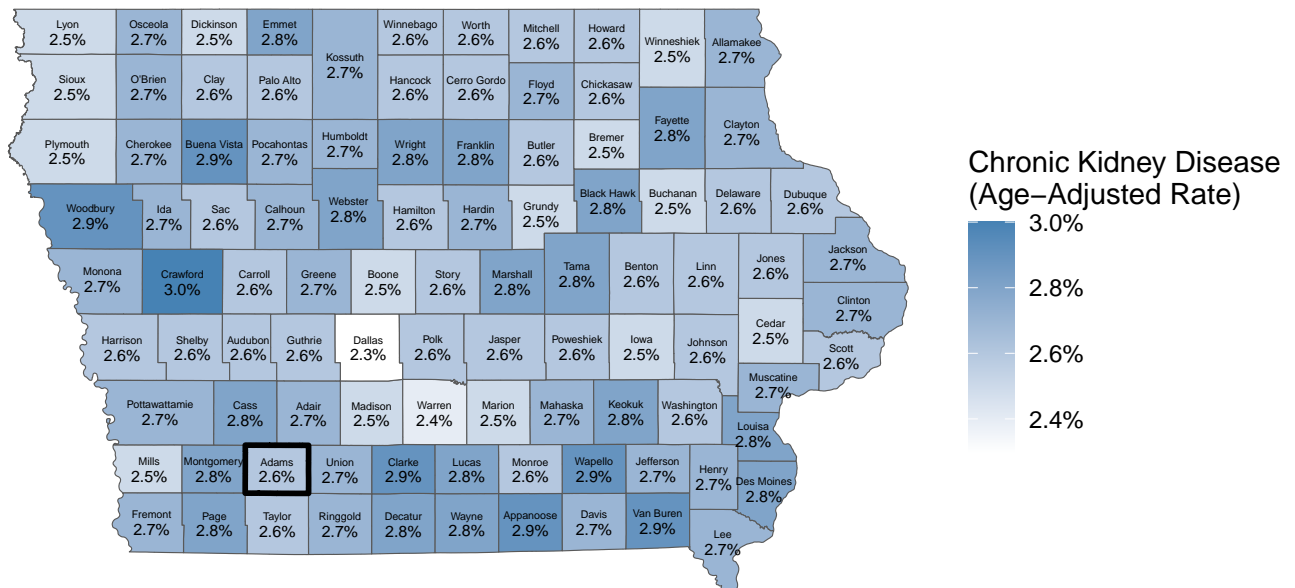 Lyon
2.5%
Osceola
2.7%
Dickinson
2.5%
Emmet
2.8%
Kossuth
2.7%
Winnebago
2.6%
Worth
2.6%
Mitchell
2.6%
Howard
2.6%
Winneshiek
2.5%
Allamakee
2.7%
Sioux
2.5%
O'Brien
2.7%
Clay
2.6%
Palo Alto
2.6%
Hancock
2.6%
Cerro Gordo
2.6%
Floyd
2.7%
Chickasaw
2.6%
Fayette
2.8%
Clayton
2.7%
Plymouth
2.5%
Cherokee
2.7%
Buena Vista
2.9%
Pocahontas
2.7%
Humboldt
2.7%
Wright
2.8%
Franklin
2.8%
Butler
2.6%
Bremer
2.5%
Woodbury
2.9%
Ida
2.7%
Sac
2.6%
Calhoun
2.7%
Webster
2.8%
Hamilton
2.6%
Hardin
2.7%
Grundy
2.5%
Black Hawk
2.8%
Buchanan
2.5%
Delaware
2.6%
Dubuque
2.6%
Monona
2.7%
Crawford
3.0%
Carroll
2.6%
Greene
2.7%
Boone
2.5%
Story
2.6%
Marshall
2.8%
Tama
2.8%
Benton
2.6%
Linn
2.6%
Jones
2.6%
Jackson
2.7%
Clinton
2.7%
Harrison
2.6%
Shelby
2.6%
Audubon
2.6%
Guthrie
2.6%
Dallas
2.3%
Polk
2.6%
Jasper
2.6%
Poweshiek
2.6%
Iowa
2.5%
Johnson
2.6%
Cedar
2.5%
Scott
2.6%
Muscatine
2.7%
Pottawattamie
2.7%
Cass
2.8%
Adair
2.7%
Madison
2.5%
Warren
2.4%
Marion
2.5%
Mahaska
2.7%
Keokuk
2.8%
Washington
2.6%
Louisa
2.8%
Mills
2.5%
Montgomery
2.8%
Adams
2.6%
Union
2.7%
Clarke
2.9%
Lucas
2.8%
Monroe
2.6%
Wapello
2.9%
Jefferson
2.7%
Henry
2.7%
Des Moines
2.8%
Fremont
2.7%
Page
2.8%
Taylor
2.6%
Ringgold
2.7%
Decatur
2.8%
Wayne
2.8%
Appanoose
2.9%
Davis
2.7%
Van Buren
2.9%
Lee
2.7%
Chronic Kidney Disease
(Age−Adjusted Rate)
3.0%
2.8%
2.6%
2.4%